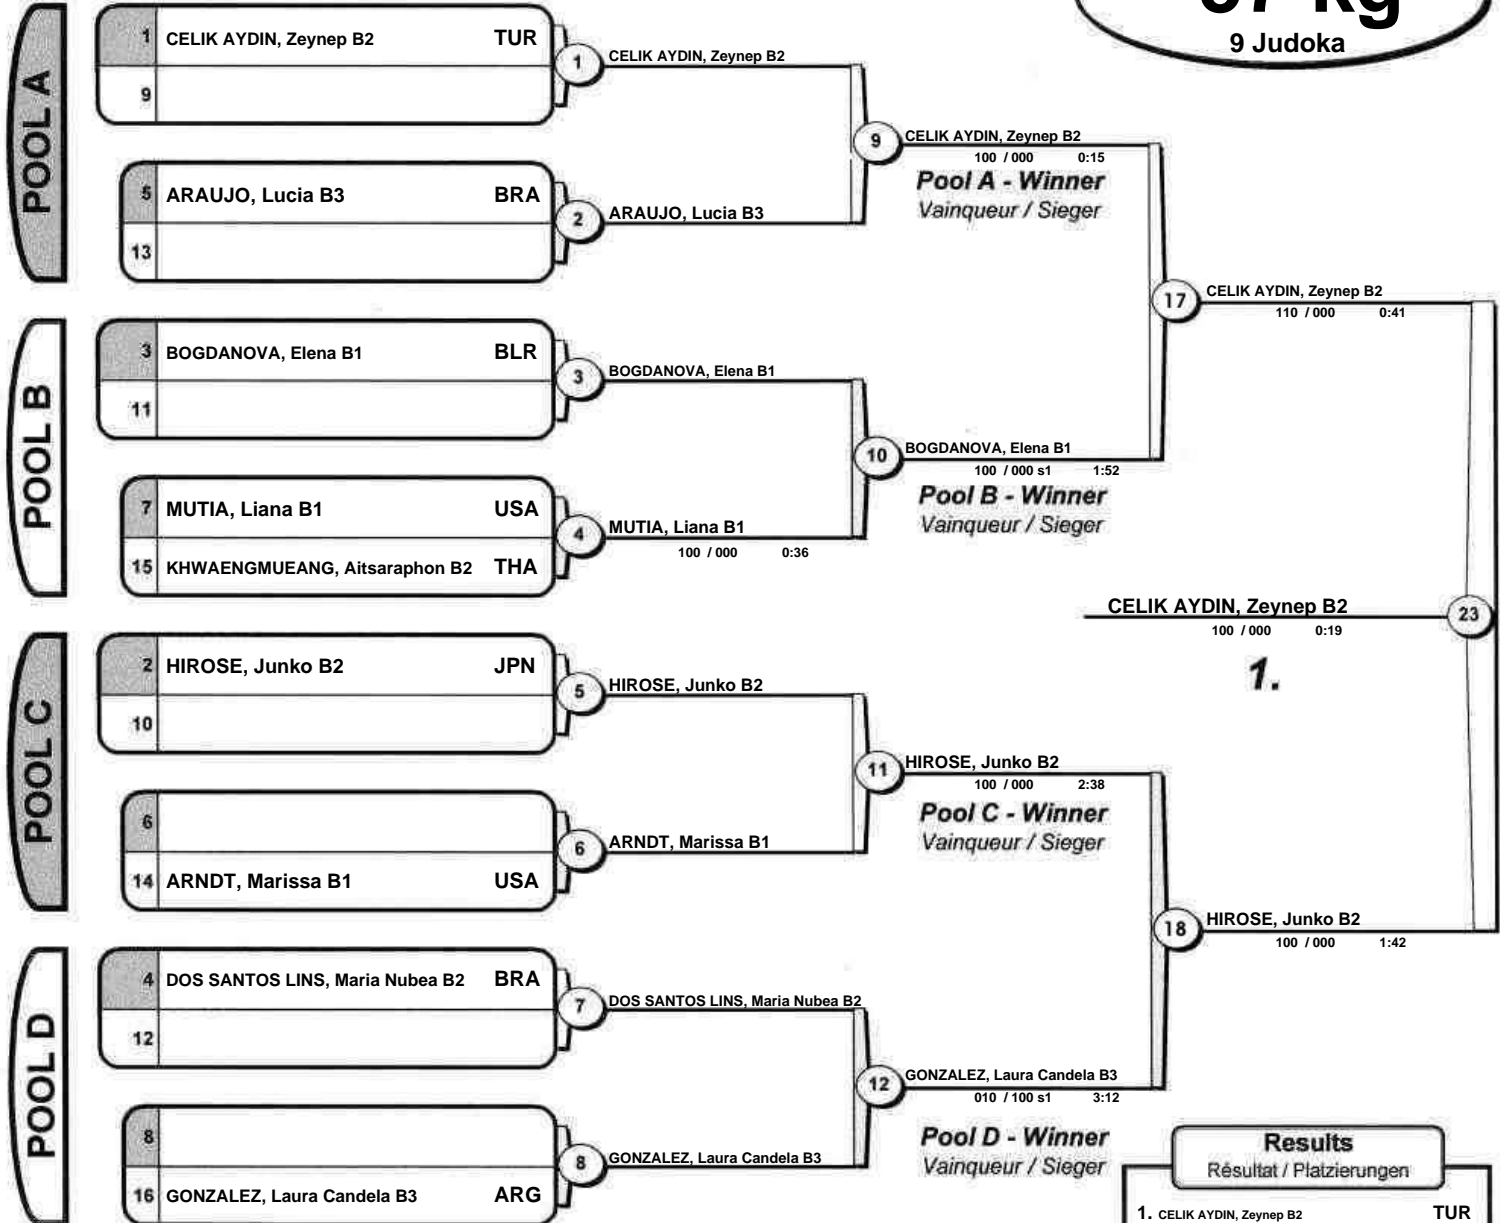 9 Judoka
POOL A
1 CELIK AYDIN, Zeynep B2 TUR
9
1
CELIK AYDIN, Zeynep B2
5 ARAUJO, Lucia B3 BRA
13
2
ARAUJO, Lucia B3
9
CELIK AYDIN, Zeynep B2
100 / 000 0:15
Pool A - Winner
Vainqueur / Sieger
POOL B
3 BOGDANOVA, Elena B1 BLR
11
3
BOGDANOVA, Elena B1
7 MUTIA, Liana B1 USA
15 KHWAENGMUEANG, Aitsaraphon B2 THA
4
MUTIA, Liana B1
100 / 000 0:36
10
BOGDANOVA, Elena B1
100 / 000 s1 1:52
Pool B - Winner
Vainqueur / Sieger
17
CELIK AYDIN, Zeynep B2
110 / 000 0:41
CELIK AYDIN, Zeynep B2
100 / 000 0:19
23
1.
POOL C
2 HIROSE, Junko B2 JPN
10
5
HIROSE, Junko B2
6
14 ARNDT, Marissa B1 USA
6
ARNDT, Marissa B1
11
HIROSE, Junko B2
100 / 000 2:38
Pool C - Winner
Vainqueur / Sieger
18
HIROSE, Junko B2
100 / 000 1:42
POOL D
4 DOS SANTOS LINS, Maria Nubea B2 BRA
12
7
DOS SANTOS LINS, Maria Nubea B2
8
16 GONZALEZ, Laura Candela B3 ARG
8
GONZALEZ, Laura Candela B3
12
GONZALEZ, Laura Candela B3
010 / 100 s1 3:12
Pool D - Winner
Vainqueur / Sieger
Results
Résultat / Platzierungen
1. CELIK AYDIN, Zeynep B2 TUR